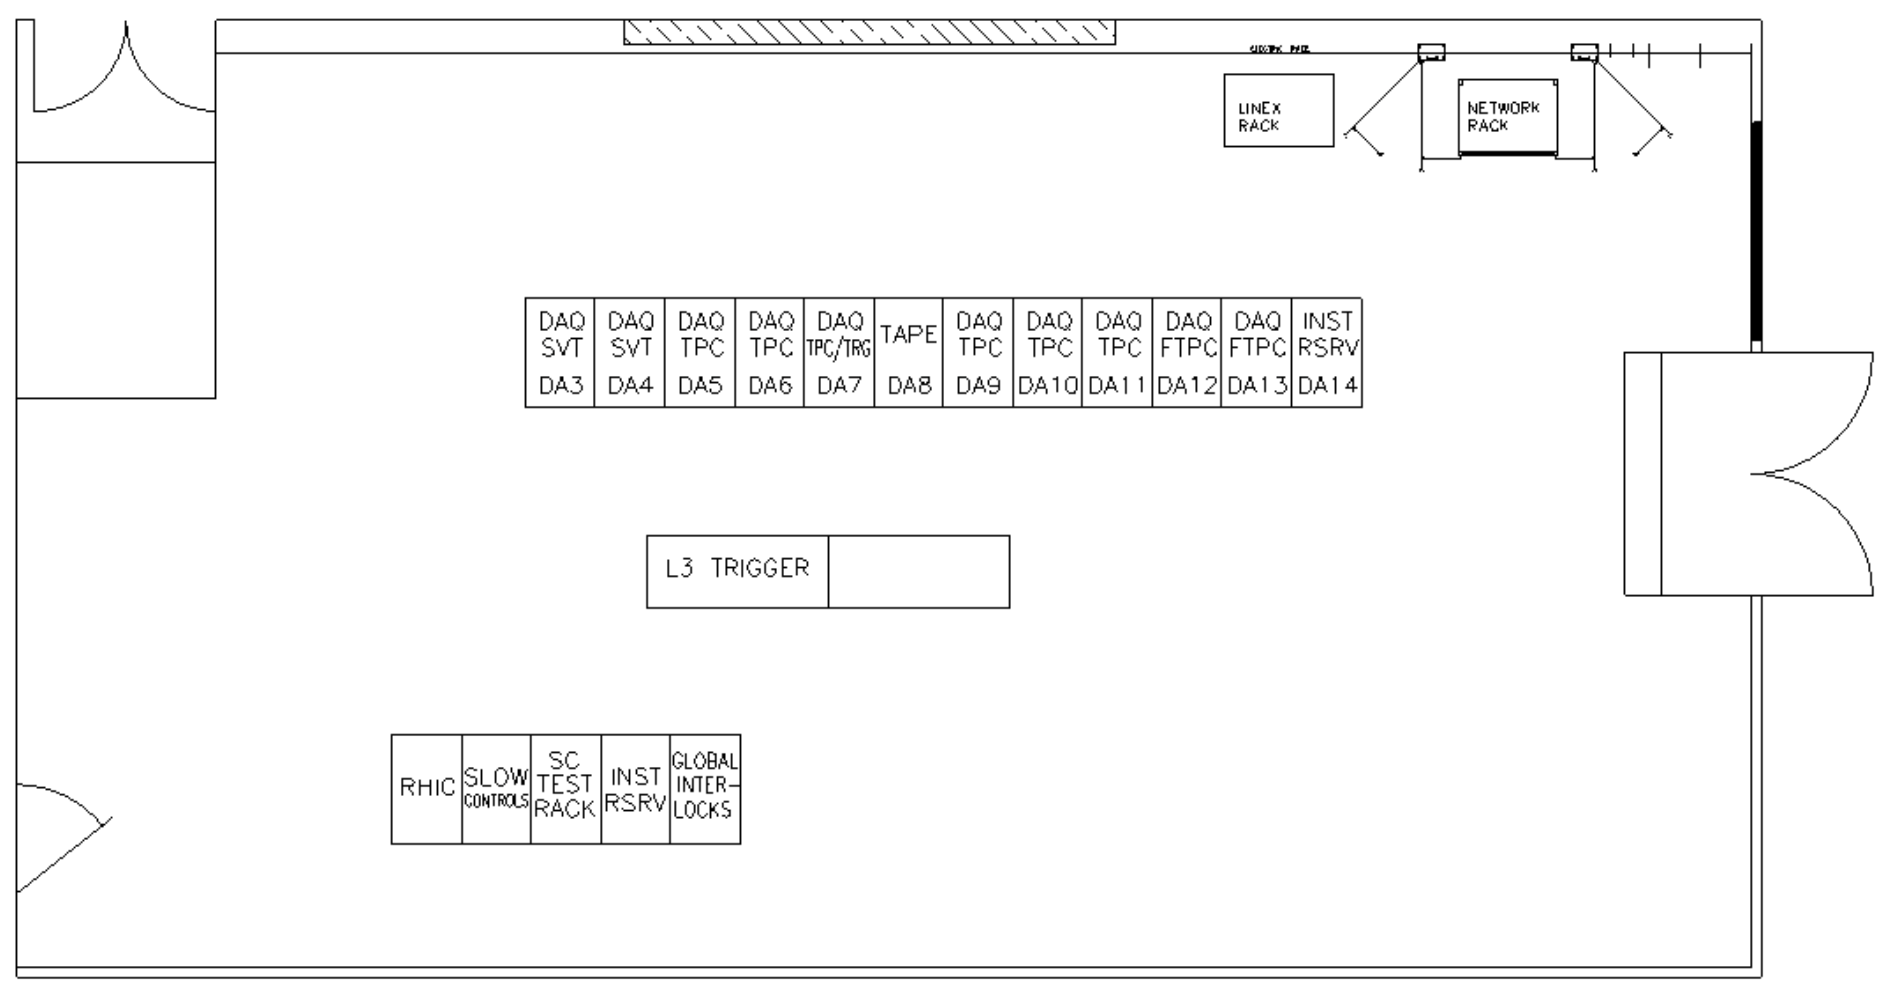 LINEX
RACK
NETWORK
RACK
DAQ
SVT
DA3
DAQ
SVT
DA4
DAQ
TPC
DA5
DAQ
TPC
DA6
DAQ
TPC/TRG
DA7
TAPE
DA8
DAQ
TPC
DA9
DAQ
TPC
DA10
DAQ
TPC
DA11
DAQ
FTPC
DA12
DAQ
FTPC
DA13
INST
RSRV
DA14
L3 TRIGGER
RHIC
SLOW
CONTROLS
SC
TEST
RACK
INST
RSRV
GLOBAL
INTER-
LOCKS